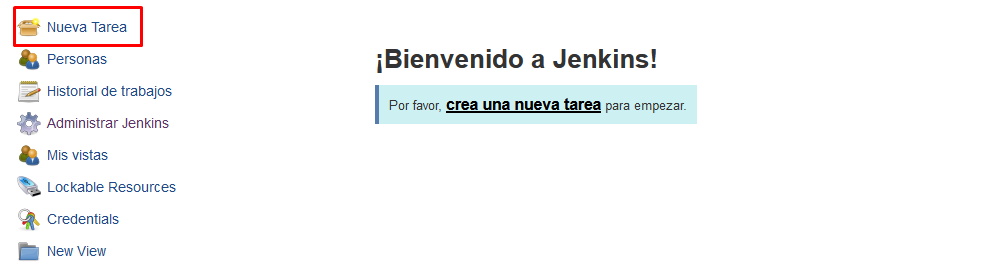 Nueva Tarea
Personas
Historial de trabajos
Administrar Jenkins
Mis vistas
Lockable Resources
Credentials
New View
¡Bienvenido a Jenkins!
Por favor, crea una nueva tarea para empezar.